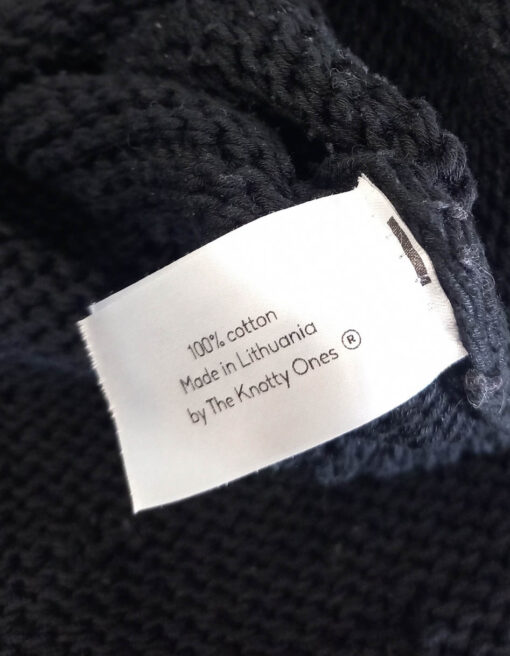 100% cotton
Made in Lithuania
by The Knotty Ones ®